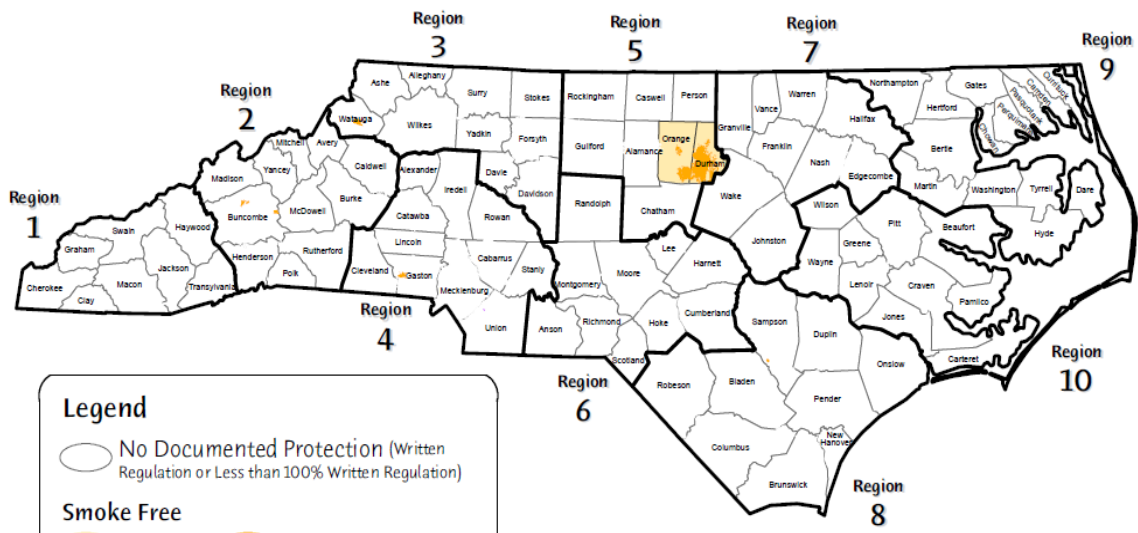 Region
1
Region
2
Region
3
Region
4
Region
5
Region
6
Region
7
Region
8
Region
9
Region
10
Cherokee
Graham
Clay
Swain
Macon
Jackson
Haywood
Transylvania
Madison
Buncombe
Henderson
Yancey
Mitchell
Avery
McDowell
Polk
Rutherford
Burke
Caldwell
Watauga
Ashe
Alleghany
Wilkes
Surry
Yadkin
Stokes
Forsyth
Davie
Davidson
Alexander
Iredell
Catawba
Lincoln
Cleveland
Gaston
Rowan
Cabarrus
Mecklenburg
Stanly
Union
Rockingham
Caswell
Person
Guilford
Alamance
Orange
Durham
Randolph
Chatham
Montgomery
Moore
Lee
Harnett
Anson
Richmond
Hoke
Cumberland
Scotland
Granville
Vance
Warren
Franklin
Halifax
Nash
Edgecombe
Wake
Johnston
Wilson
Sampson
Duplin
Onslow
Robeson
Bladen
Pender
Columbus
New
Hanover
Brunswick
Northampton
Gates
Hertford
Currituck
Camden
Pasquotank
Perquimans
Chowan
Bertie
Martin
Washington
Tyrrell
Dare
Hyde
Pitt
Beaufort
Greene
Wayne
Lenoir
Craven
Pamlico
Jones
Carteret
Legend
No Documented Protection (Written
Regulation or Less than 100% Written Regulation)
Smoke Free